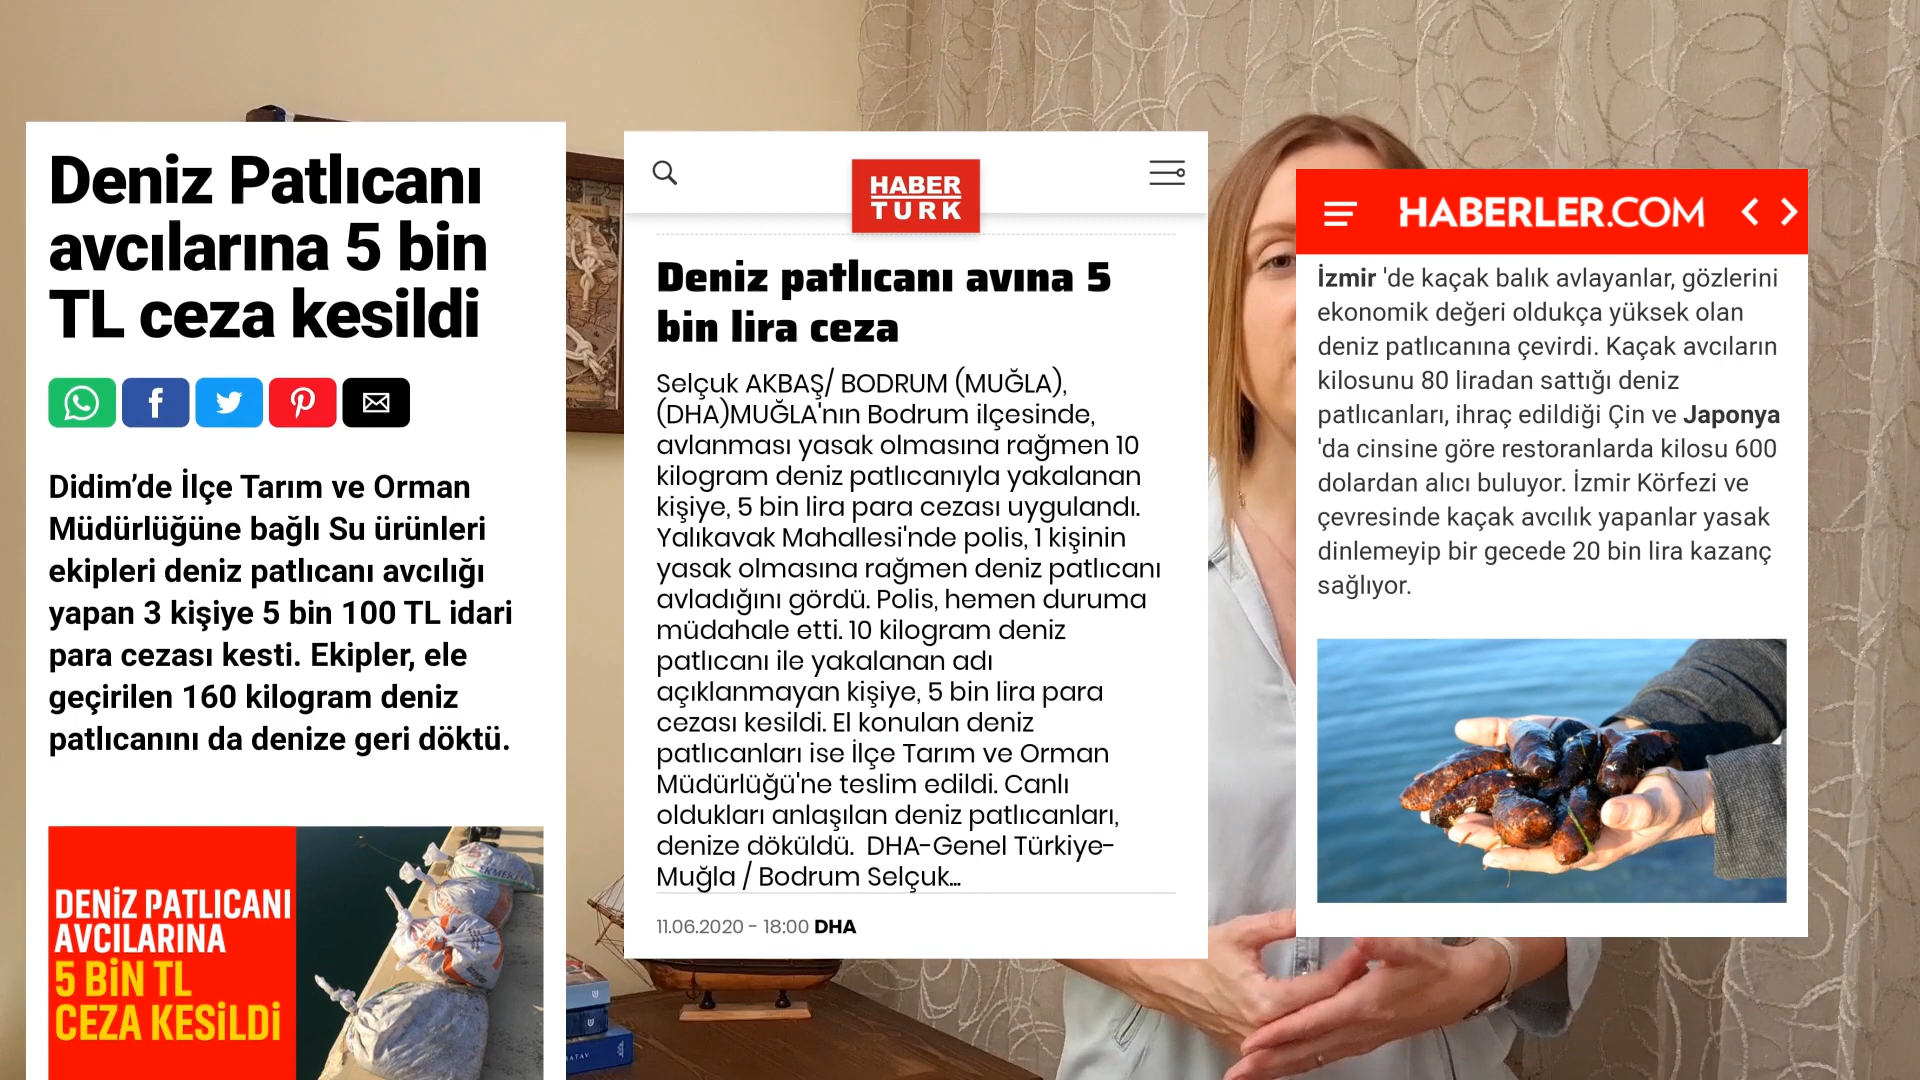 Deniz Patlıcanı
avcılarına 5 bin
TL ceza kesildi
Didim’de İlçe Tarım ve Orman
Müdürlüğüne bağlı Su ürünleri
ekipleri deniz patlıcanı avcılığı
yapan 3 kişiye 5 bin 100 TL idari
para cezası kesti. Ekipler, ele
geçirilen 160 kilogram deniz
patlıcanını da denize geri döktü.
DENİZ PATLICANI
AVCILARINA
5 BİN TL
CEZA KESİLDİ
HABER
TURK
Deniz patlıcanı avına 5
bin lira ceza
Selçuk AKBAŞ/ BODRUM (MUĞLA),
(DHA)MUĞLA'nın Bodrum ilçesinde,
avlanması yasak olmasına rağmen 10
kilogram deniz patlıcanıyla yakalanan
kişiye, 5 bin lira para cezası uygulandı.
Yalıkavak Mahallesi'nde polis, 1 kişinin
yasak olmasına rağmen deniz patlıcanı
avladığını gördü. Polis, hemen duruma
müdahale etti. 10 kilogram deniz
patlıcanı ile yakalanan adı
açıklanmayan kişiye, 5 bin lira para
cezası kesildi. El konulan deniz
patlıcanları ise İlçe Tarım ve Orman
Müdürlüğü'ne teslim edildi. Canlı
oldukları anlaşılan deniz patlıcanları,
denize döküldü.  DHA-Genel Türkiye-
Muğla / Bodrum Selçuk...
11.06.2020 - 18:00 DHA
HABERLER.COM
İzmir 'de kaçak balık avlayanlar, gözlerini
ekonomik değeri oldukça yüksek olan
deniz patlıcanına çevirdi. Kaçak avcıların
kilosunu 80 liradan sattığı deniz
patlıcanları, ihraç edildiği Çin ve Japonya
'da cinsine göre restoranlarda kilosu 600
dolardan alıcı buluyor. İzmir Körfezi ve
çevresinde kaçak avcılık yapanlar yasak
dinlemeyip bir gecede 20 bin lira kazanç
sağlıyor.